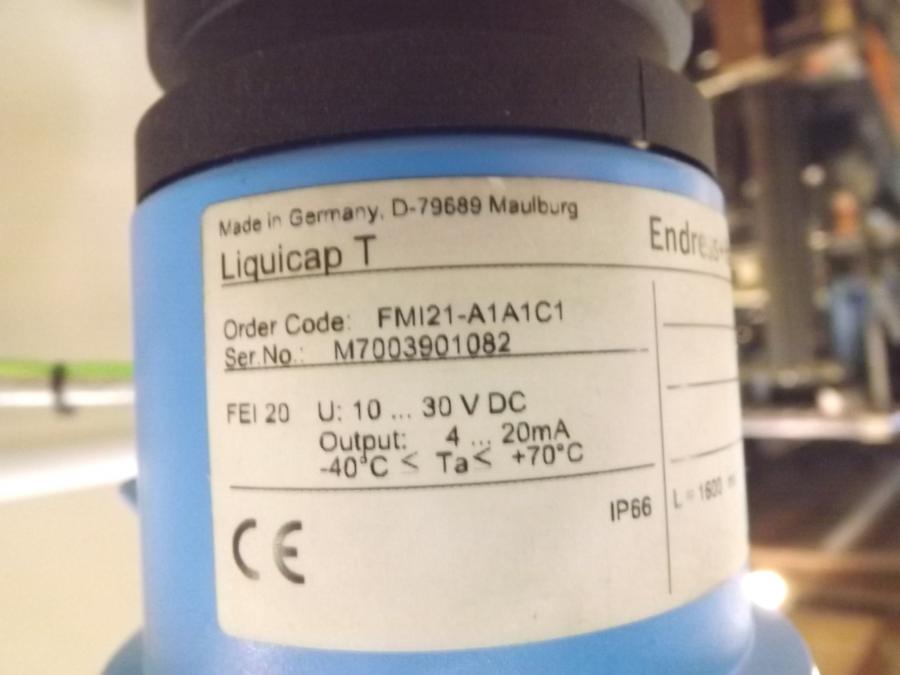 Made in Germany, D-79689 Maulburg
Liquicap T
Endress+
Order Code: FMI21-A1A1C1
Ser.No.: M7003901082
FEI 20 U: 10 ... 30 V DC
Output: 4 ... 20mA
-40°C ≤ Ta≤ +70°C
CE
IP66
L = 1600